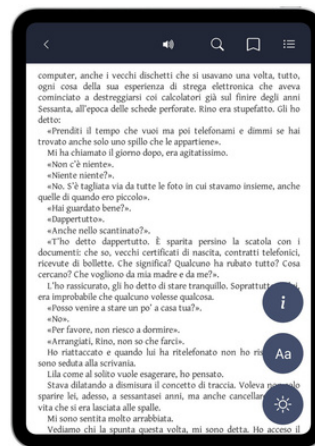 computer, anche i vecchi dischetti che si usavano una volta, tutto,
ogni cosa della sua esperienza di strega elettronica che aveva
cominciato a destreggiarsi coi calcolatori già sul finire degli anni
Sessanta, all'epoca delle schede perforate. Rino era stupefatto. Gli ho
detto:
«Prenditi il tempo che vuoi ma poi telefonami e dimmi se hai
trovato anche solo uno spillo che le appartiene».
Mi ha chiamato il giorno dopo, era agitatissimo.
«Non c'è niente».
«Niente niente?».
«No. S'è tagliata via da tutte le foto in cui stavamo insieme, anche
quelle di quando ero piccolo».
«Hai guardato bene?».
«Dappertutto».
«Anche nello scantinato?».
«T'ho detto dappertutto. È sparita persino la scatola con i
documenti: che so, vecchi certificati di nascita, contratti telefonici,
ricevute di bollette. Che significa? Qualcuno ha rubato tutto? Cosa
cercano? Che vogliono da mia madre e da me?».
L'ho rassicurato, gli ho detto di stare tranquillo.
era improbabile che qualcuno volesse qualcosa.
«Posso venire a stare un po' a casa tua?».
«No».
«Per favore, non riesco a dormire».
«Arrangiati, Rino, non so che farci».
Ho riattaccato e quando lui ha ritelefonato non ho
sono seduta alla scrivania.
Lila come al solito vuole esagerare, ho pensato.
Stava dilatando a dismisura il concetto di traccia. Voleva
sparire lei, adesso, a sessantasei anni, ma anche
vita che si era lasciata alle spalle.
Mi sono sentita molto arrabbiata.
Vediamo chi la spunta questa volta, mi sono detta. Ho acceso il
i
Aa